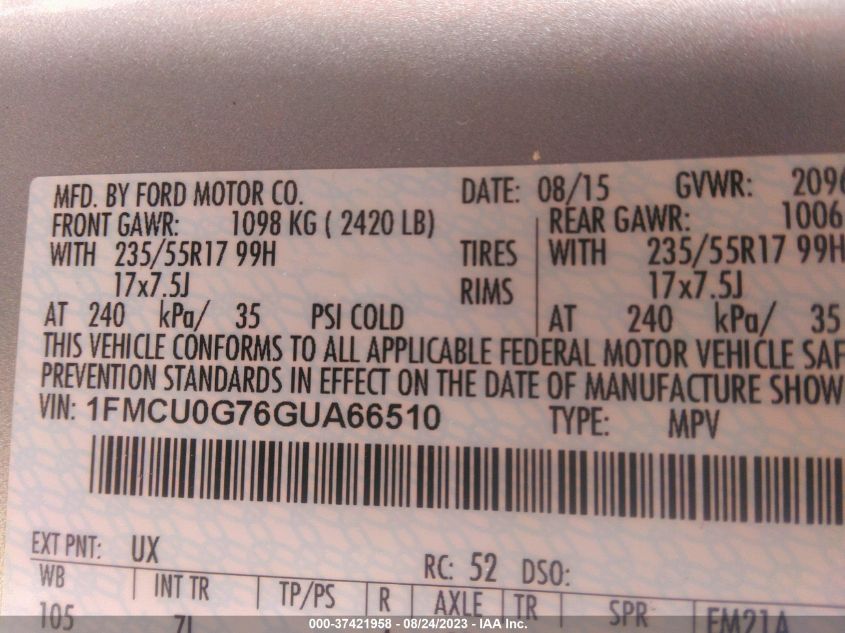 MFD. BY FORD MOTOR CO. DATE: 08/15 GVWR: 2096
FRONT GAWR: 1098 KG ( 2420 LB) REAR GAWR: 1006
WITH 235/55R17 99H TIRES WITH 235/55R17 99H
17x7.5J RIMS 17x7.5J
AT 240 kPa/ 35 PSI COLD AT 240 kPa/ 35
THIS VEHICLE CONFORMS TO ALL APPLICABLE FEDERAL MOTOR VEHICLE SAF
PREVENTION STANDARDS IN EFFECT ON THE DATE OF MANUFACTURE SHOW
VIN: 1FMCU0G76GUA66510 TYPE: MPV
EXT PNT: UX RC: 52 DSO:
WB INT TR TP/PS R AXLE TR SPR FM21A
105 7L
000-37421958 - 08/24/2023 - IAA Inc.